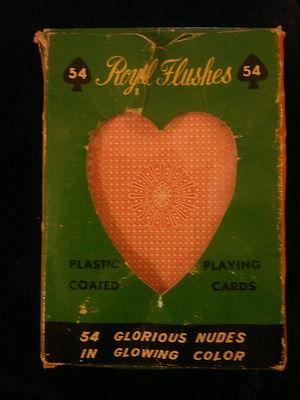 54 Royal Flushes 54
PLASTIC PLAYING
COATED CARDS
54 GLORIOUS NUDES
IN GLOWING COLOR